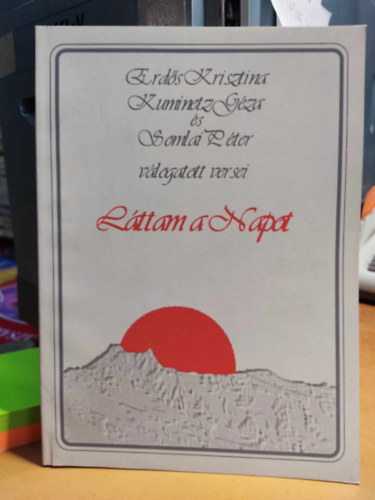 Erdős Krisztina
Kuminetz Géza
és
Somlai Péter
válogatott versei
Láttam a Napot